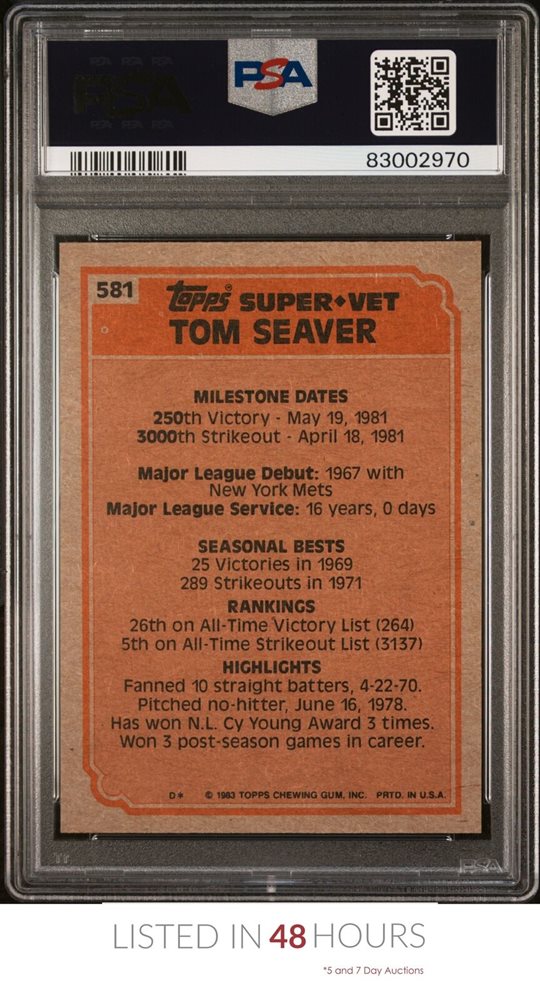 PSA
83002970
581 Topps® SUPER◆VET
TOM SEAVER
MILESTONE DATES
250th Victory - May 19, 1981
3000th Strikeout - April 18, 1981
Major League Debut: 1967 with
New York Mets
Major League Service: 16 years, 0 days
SEASONAL BESTS
25 Victories in 1969
289 Strikeouts in 1971
RANKINGS
26th on All-Time Victory List (264)
5th on All-Time Strikeout List (3137)
HIGHLIGHTS
Fanned 10 straight batters, 4-22-70.
Pitched no-hitter, June 16, 1978.
Has won N.L. Cy Young Award 3 times.
Won 3 post-season games in career.
D* © 1983 TOPPS CHEWING GUM, INC. PRTD. IN U.S.A.
PSA
LISTED IN 48 HOURS
*5 and 7 Day Auctions